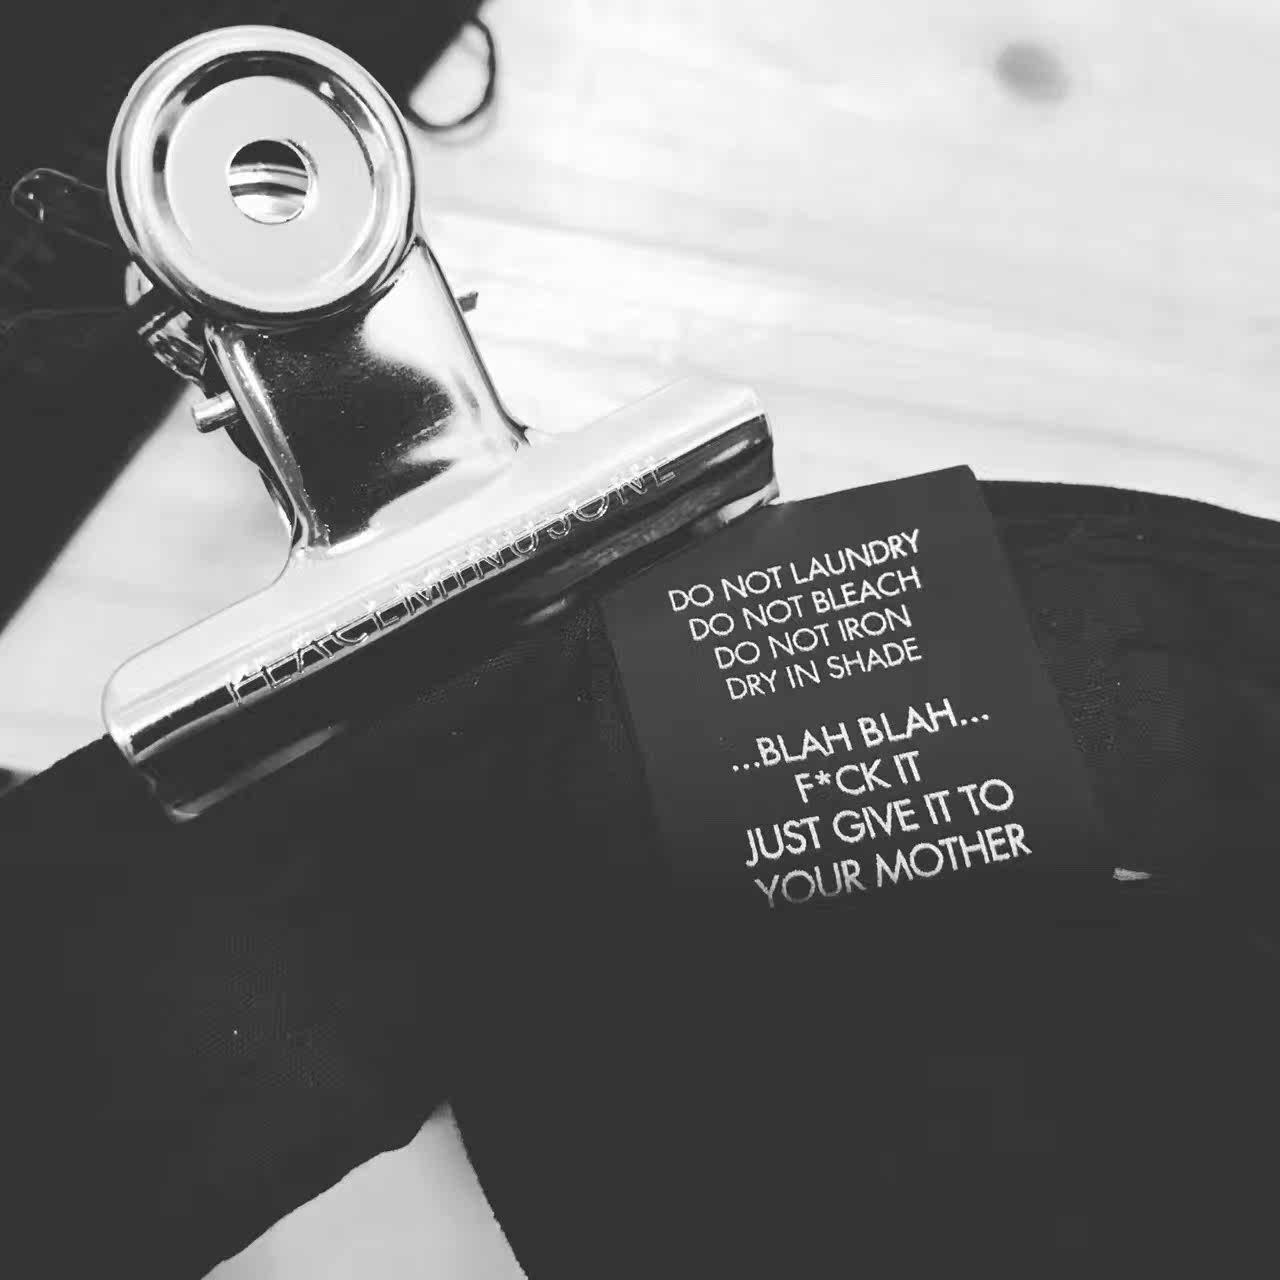 PLACEMINUSONE
DO NOT LAUNDRY
DO NOT BLEACH
DO NOT IRON
DRY IN SHADE
...BLAH BLAH...
F*CK IT
JUST GIVE IT TO
YOUR MOTHER